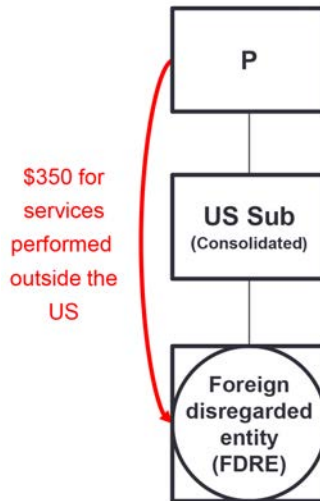 P
$350 for
services
performed
outside the
US
US Sub
(Consolidated)
Foreign
disregarded
entity
(FDRE)